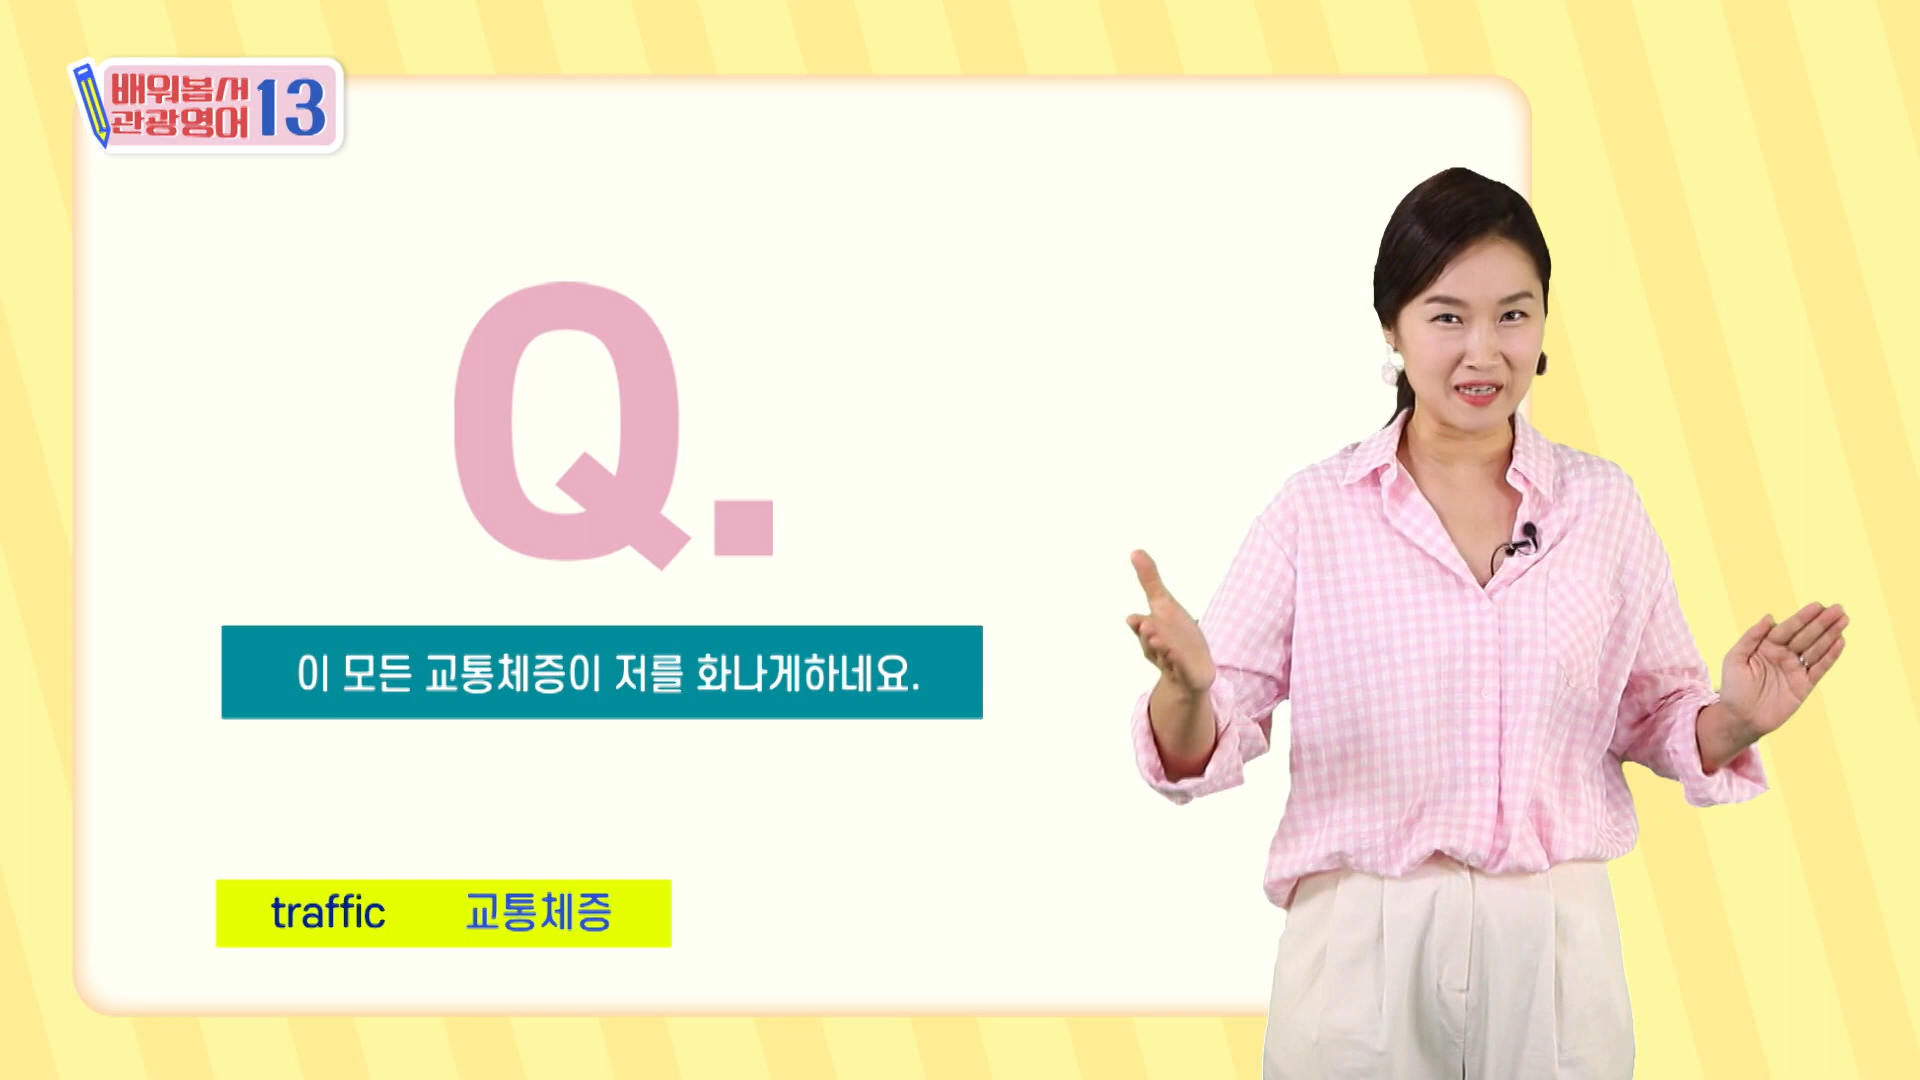 배워봅서
관광영어 13
Q.
이 모든 교통체증이 저를 화나게하네요.
traffic 교통체증